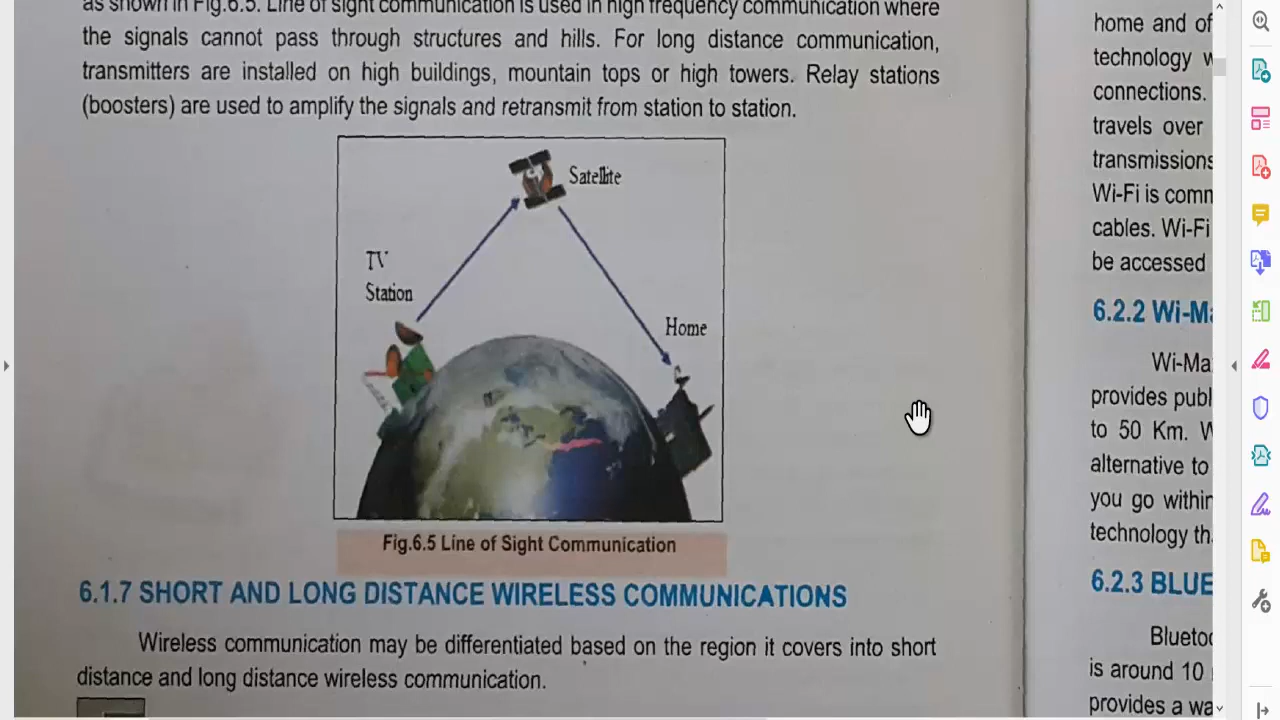 as shown in Fig.6.5. Line of sight communication is used in high frequency communication where
the signals cannot pass through structures and hills. For long distance communication,
transmitters are installed on high buildings, mountain tops or high towers. Relay stations
(boosters) are used to amplify the signals and retransmit from station to station.
Satellite
TV
Station
Home
Fig.6.5 Line of Sight Communication
6.1.7 SHORT AND LONG DISTANCE WIRELESS COMMUNICATIONS
Wireless communication may be differentiated based on the region it covers into short
distance and long distance wireless communication.
home and of
technology w
connections.
travels over
transmissions
Wi-Fi is comm
cables. Wi-Fi
be accessed
6.2.2 Wi-Ma
Wi-Ma
provides publ
to 50 Km. W
alternative to
you go within
technology th
6.2.3 BLUE
Bluetoo
is around 10
provides a wa